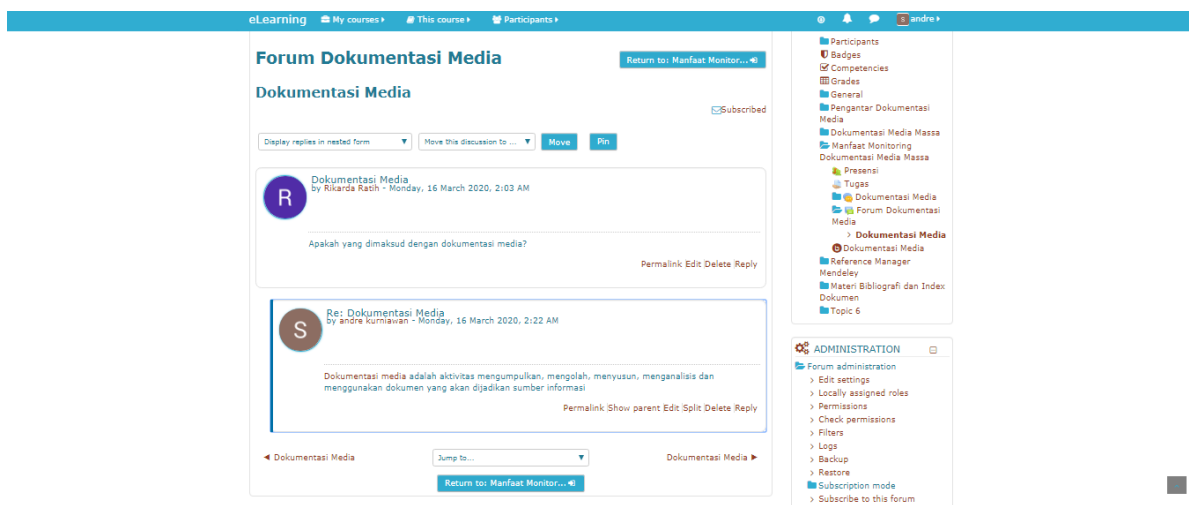 eLearning My courses This course Participants S andre
Forum Dokumentasi Media
Return to: Manfaat Monitor...
Dokumentasi Media
Subscribed
Display replies in nested form Move this discussion to ... Move Pin
R
Dokumentasi Media
by Rikarda Ratih - Monday, 16 March 2020, 2:03 AM
Apakah yang dimaksud dengan dokumentasi media?
Permalink Edit Delete Reply
S
Re: Dokumentasi Media
by andre kurniawan - Monday, 16 March 2020, 2:22 AM
Dokumentasi media adalah aktivitas mengumpulkan, mengolah, menyusun, menganalisis dan
menggunakan dokumen yang akan dijadikan sumber informasi
Permalink Show parent Edit Split Delete Reply
Dokumentasi Media Jump to... Dokumentasi Media
Return to: Manfaat Monitor...
Participants
Badges
Competencies
Grades
General
Pengantar Dokumentasi
Media
Dokumentasi Media Massa
Manfaat Monitoring
Dokumentasi Media Massa
Presensi
Tugas
Dokumentasi Media
Forum Dokumentasi
Media
Dokumentasi Media
Dokumentasi Media
Reference Manager
Mendeley
Materi Bibliografi dan Index
Dokumen
Topic 6
ADMINISTRATION
Forum administration
Edit settings
Locally assigned roles
Permissions
Check permissions
Filters
Logs
Backup
Restore
Subscription mode
Subscribe to this forum